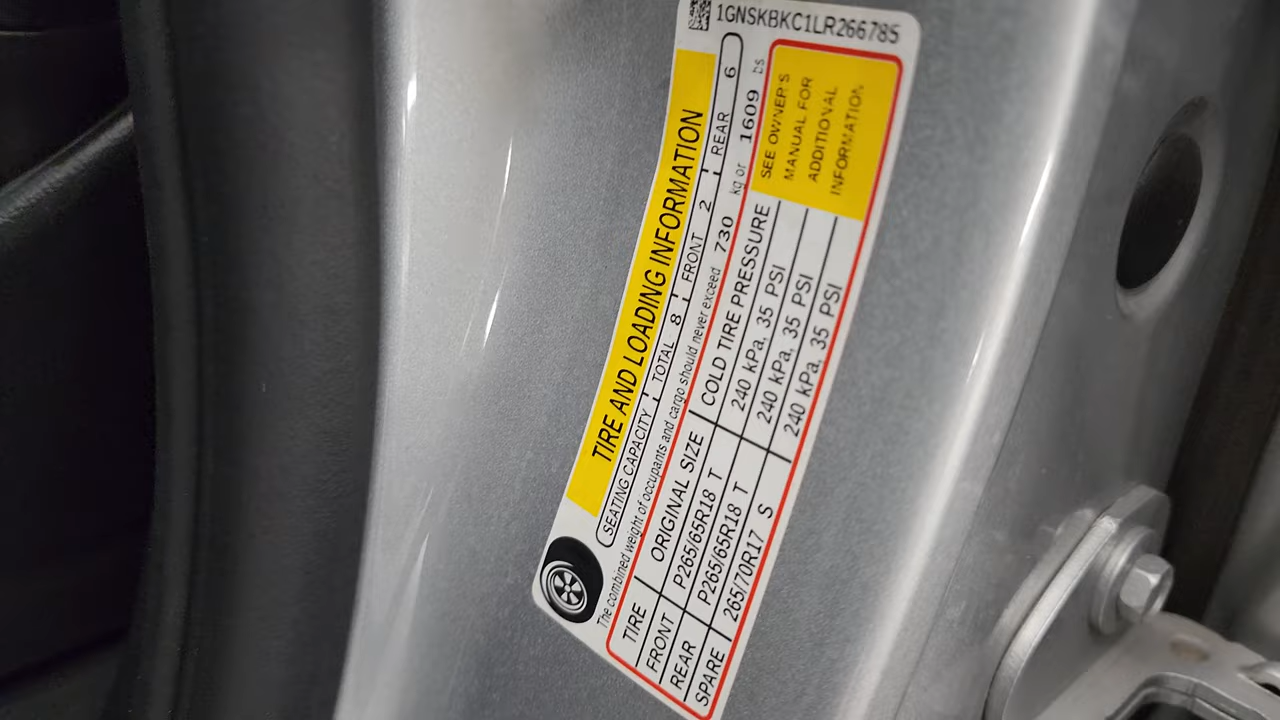 1GNSKBKC1LR266785
TIRE AND LOADING INFORMATION
SEATING CAPACITY TOTAL 8 FRONT 2 REAR 6
The combined weight of occupants and cargo should never exceed 730 kg or 1609 lbs
TIRE ORIGINAL SIZE COLD TIRE PRESSURE
FRONT P265/65R18 T 240 kPa, 35 PSI
REAR P265/65R18 T 240 kPa, 35 PSI
SPARE 265/70R17 S 240 kPa, 35 PSI
SEE OWNER'S
MANUAL FOR
ADDITIONAL
INFORMATION